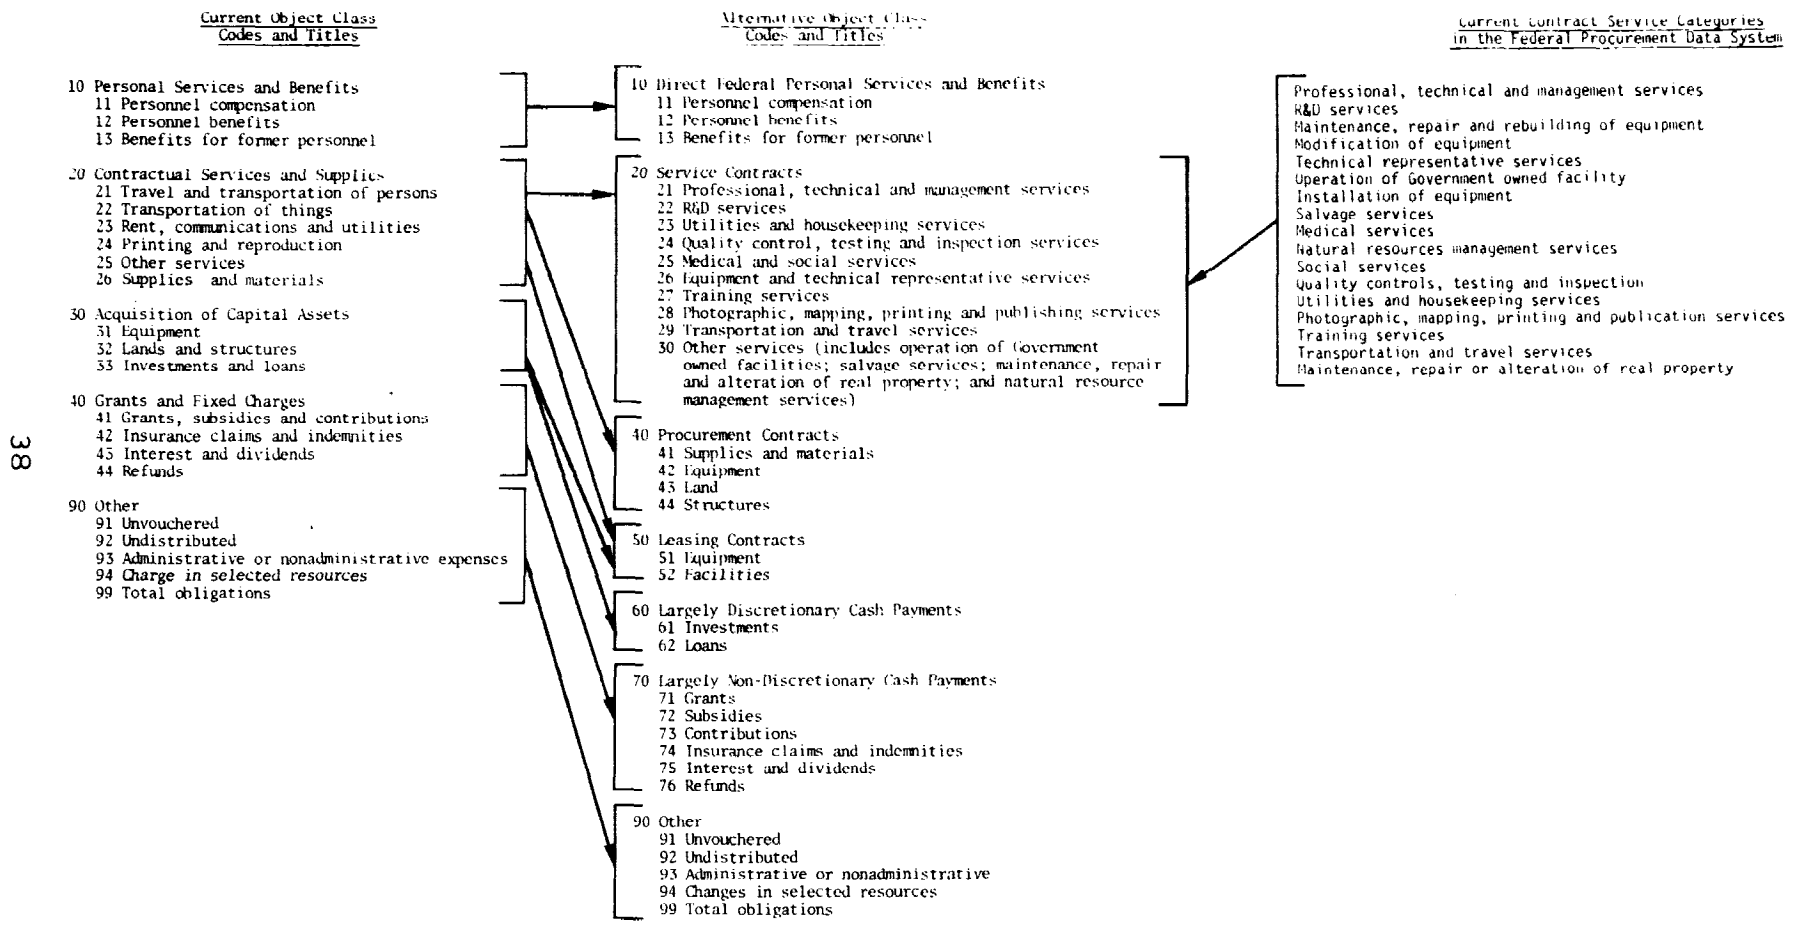 Current Object Class
Codes and Titles
10 Personal Services and Benefits
11 Personnel compensation
12 Personnel benefits
13 Benefits for former personnel
20 Contractual Services and Supplies
21 Travel and transportation of persons
22 Transportation of things
23 Rent, communications and utilities
24 Printing and reproduction
25 Other services
26 Supplies and materials
30 Acquisition of Capital Assets
31 Equipment
32 Lands and structures
33 Investments and loans
40 Grants and Fixed Charges
41 Grants, subsidies and contributions
42 Insurance claims and indemnities
43 Interest and dividends
44 Refunds
90 Other
91 Unvouchered
92 Undistributed
93 Administrative or nonadministrative expenses
94 Charge in selected resources
99 Total obligations
Alternative Object Class
Codes and Titles
10 Direct Federal Personal Services and Benefits
11 Personnel compensation
12 Personnel benefits
13 Benefits for former personnel
20 Service Contracts
21 Professional, technical and management services
22 R&D services
23 Utilities and housekeeping services
24 Quality control, testing and inspection services
25 Medical and social services
26 Equipment and technical representative services
27 Training services
28 Photographic, mapping, printing and publishing services
29 Transportation and travel services
30 Other services (includes operation of Government
owned facilities; salvage services; maintenance, repair
and alteration of real property; and natural resource
management services)
40 Procurement Contracts
41 Supplies and materials
42 Equipment
43 Land
44 Structures
50 Leasing Contracts
51 Equipment
52 Facilities
60 Largely Discretionary Cash Payments
61 Investments
62 Loans
70 Largely Non-Discretionary Cash Payments
71 Grants
72 Subsidies
73 Contributions
74 Insurance claims and indemnities
75 Interest and dividends
76 Refunds
90 Other
91 Unvouchered
92 Undistributed
93 Administrative or nonadministrative
94 Changes in selected resources
99 Total obligations
Current Contract Service Categories
in the Federal Procurement Data System
Professional, technical and management services
R&D services
Maintenance, repair and rebuilding of equipment
Modification of equipment
Technical representative services
Operation of Government owned facility
Installation of equipment
Salvage services
Medical services
Natural resources management services
Social services
Quality controls, testing and inspection
Utilities and housekeeping services
Photographic, mapping, printing and publication services
Training services
Transportation and travel services
Maintenance, repair or alteration of real property
38